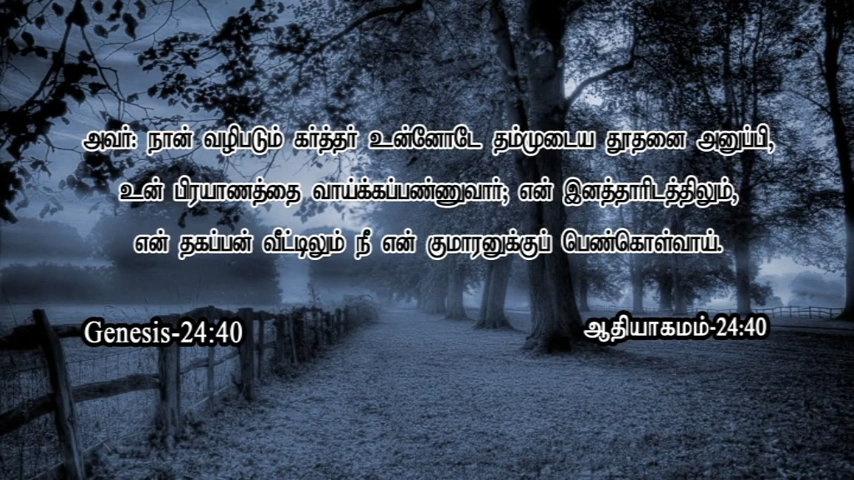 அவர்: நான் வழிபடும் கர்த்தர் உன்னோடே தம்முடைய தூதனை அனுப்பி,
உன் பிரயாணத்தை வாய்க்கப்பண்ணுவார்; என் இனத்தாரிடத்திலும்,
என் தகப்பன் வீட்டிலும் நீ என் குமாரனுக்குப் பெண்கொள்வாய்.
Genesis-24:40 ஆதியாகமம்-24:40